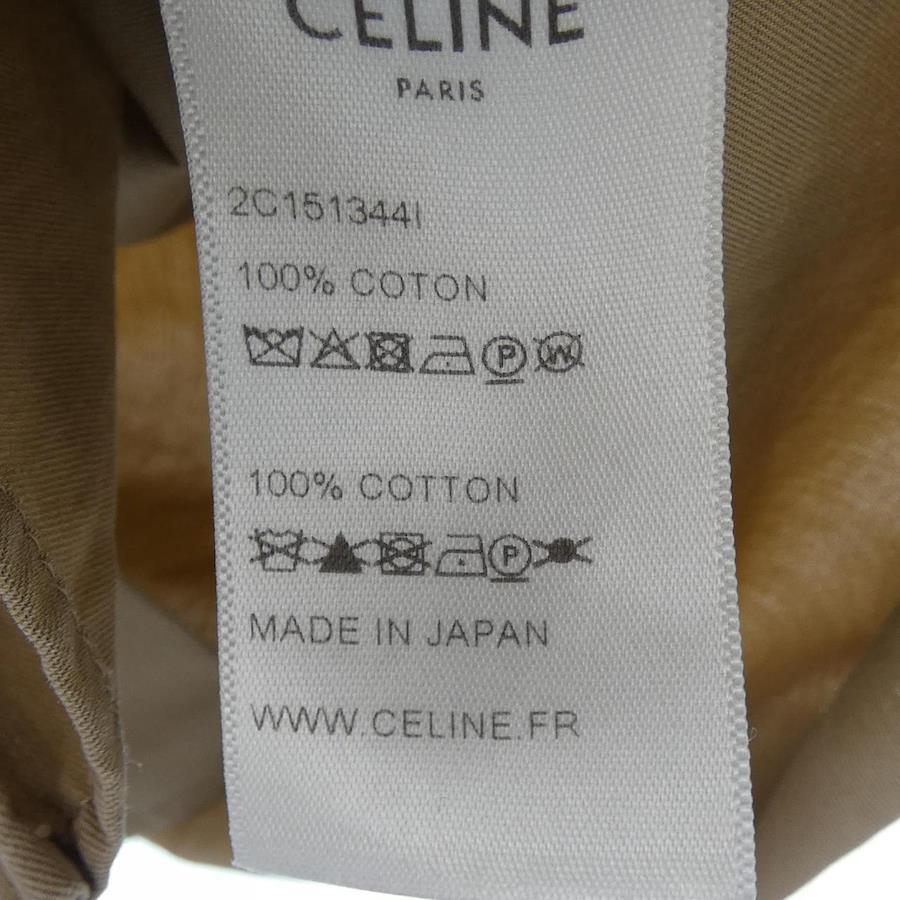 CELINE
PARIS
2C151344I
100% COTON
P W
100% COTTON
P
MADE IN JAPAN
WWW.CELINE.FR